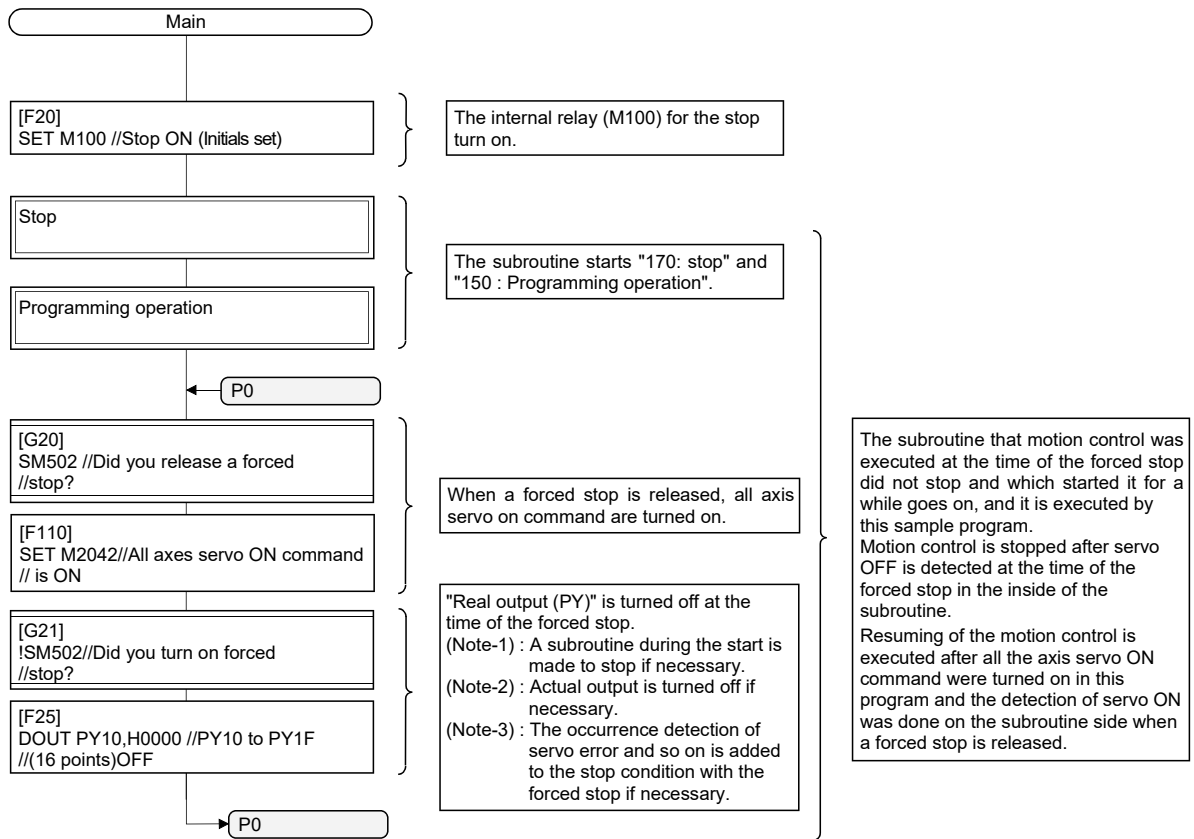 Main
[F20]
SET M100 //Stop ON (Initials set)
The internal relay (M100) for the stop
turn on.
Stop
Programming operation
The subroutine starts "170: stop" and
"150 : Programming operation".
P0
[G20]
SM502 //Did you release a forced
//stop?
[F110]
SET M2042//All axes servo ON command
// is ON
When a forced stop is released, all axis
servo on command are turned on.
[G21]
!SM502//Did you turn on forced
//stop?
[F25]
DOUT PY10,H0000 //PY10 to PY1F
//(16 points)OFF
"Real output (PY)" is turned off at the
time of the forced stop.
(Note-1) : A subroutine during the start is
made to stop if necessary.
(Note-2) : Actual output is turned off if
necessary.
(Note-3) : The occurrence detection of
servo error and so on is added
to the stop condition with the
forced stop if necessary.
P0
The subroutine that motion control was
executed at the time of the forced stop
did not stop and which started it for a
while goes on, and it is executed by
this sample program.
Motion control is stopped after servo
OFF is detected at the time of the
forced stop in the inside of the
subroutine.
Resuming of the motion control is
executed after all the axis servo ON
command were turned on in this
program and the detection of servo ON
was done on the subroutine side when
a forced stop is released.